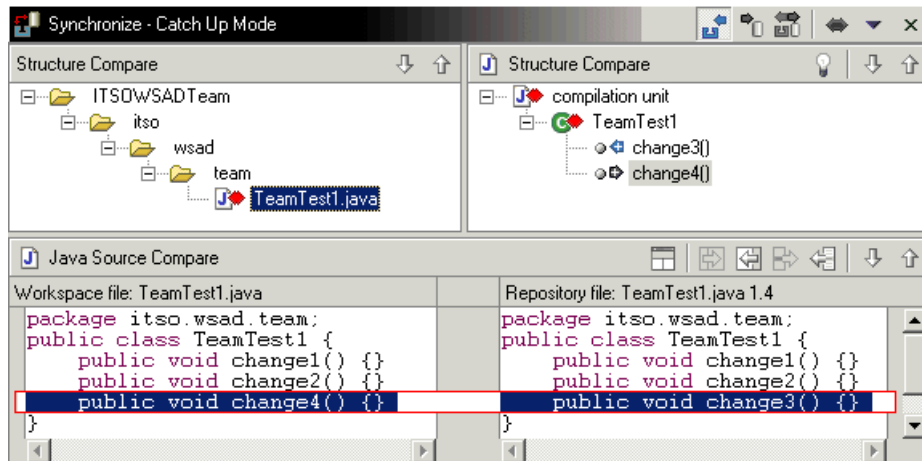 Synchronize - Catch Up Mode
Structure Compare
ITSOWSADTeam
itso
wsad
team
TeamTest1.java
Structure Compare
compilation unit
TeamTest1
change3()
change4()
Java Source Compare
Workspace file: TeamTest1.java
package itso.wsad.team;
public class TeamTest1 {
public void change1() {}
public void change2() {}
public void change4() {}
}
Repository file: TeamTest1.java 1.4
package itso.wsad.team;
public class TeamTest1 {
public void change1() {}
public void change2() {}
public void change3() {}
}